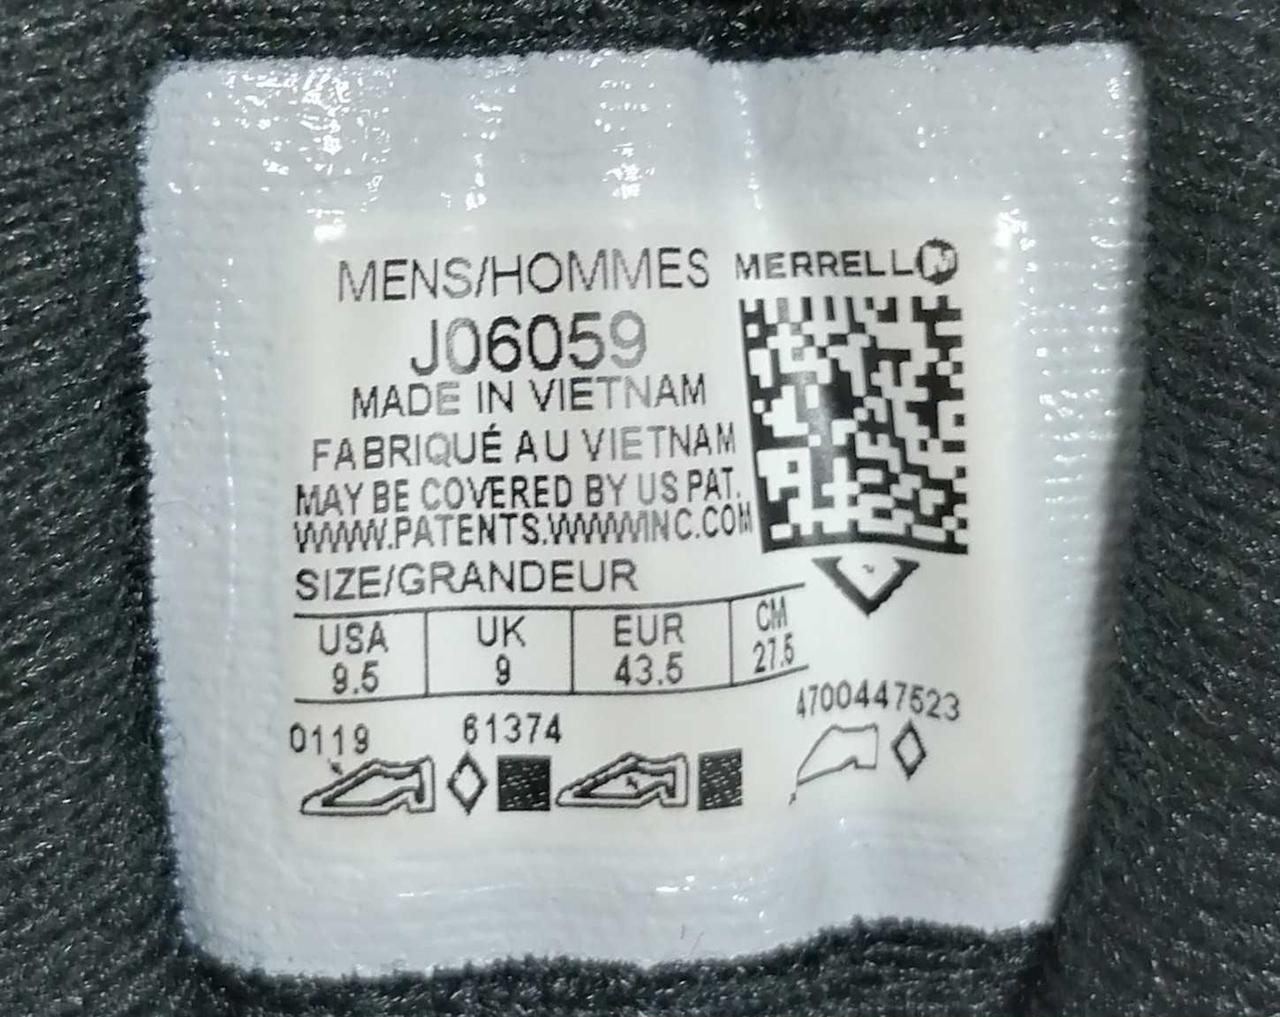 MENS/HOMMES
MERRELL
J06059
MADE IN VIETNAM
FABRIQUÉ AU VIETNAM
MAY BE COVERED BY US PAT.
WWW.PATENTS.WWWINC.COM
SIZE/GRANDEUR
USA UK EUR CM
9.5 9 43.5 27.5
0119 61374 4700447523